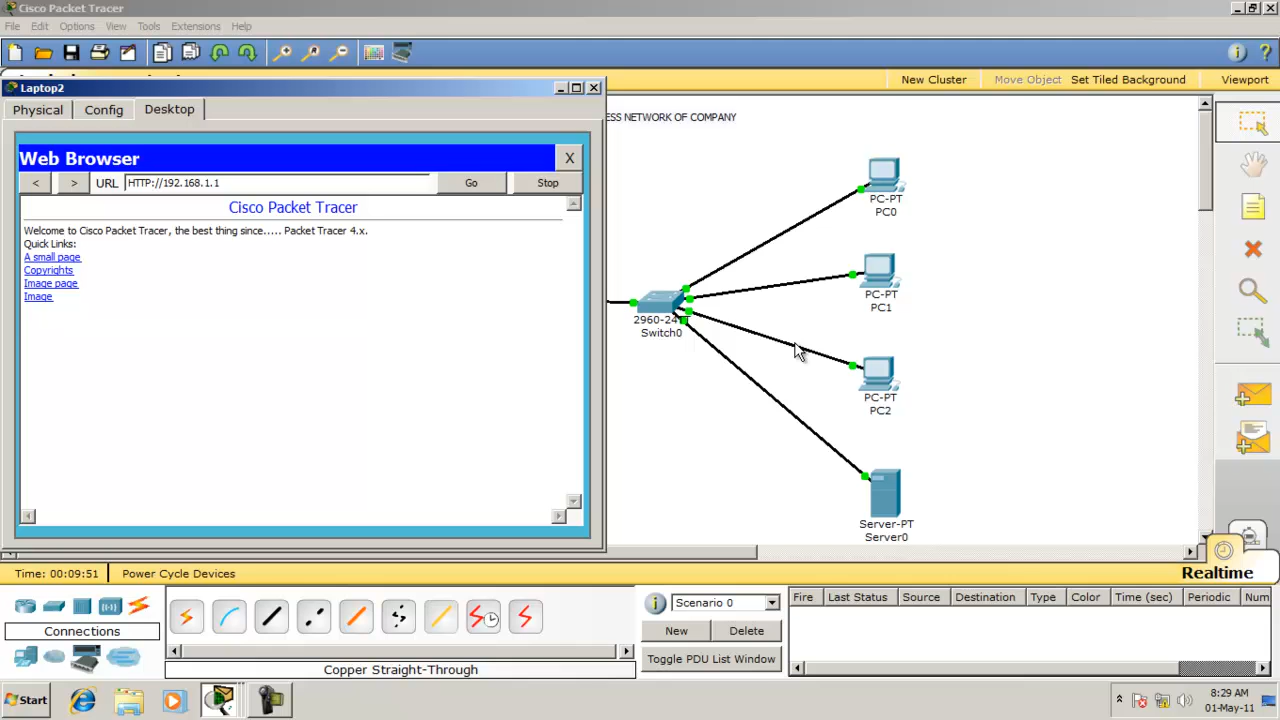 Cisco Packet Tracer
File Edit Options View Tools Extensions Help
New Cluster Move Object Set Tiled Background Viewport
Laptop2
Physical Config Desktop
ESS NETWORK OF COMPANY
Web Browser X
< > URL HTTP://192.168.1.1 Go Stop
Cisco Packet Tracer
Welcome to Cisco Packet Tracer, the best thing since..... Packet Tracer 4.x.
Quick Links:
A small page
Copyrights
Image page
Image
PC-PT
PC0
PC-PT
PC1
2960-24
Switch0
PC-PT
PC2
Server-PT
Server0
Time: 00:09:51 Power Cycle Devices
Realtime
Connections
Copper Straight-Through
Scenario 0
New Delete
Toggle PDU List Window
Fire Last Status Source Destination Type Color Time (sec) Periodic Num
Start
8:29 AM
01-May-11